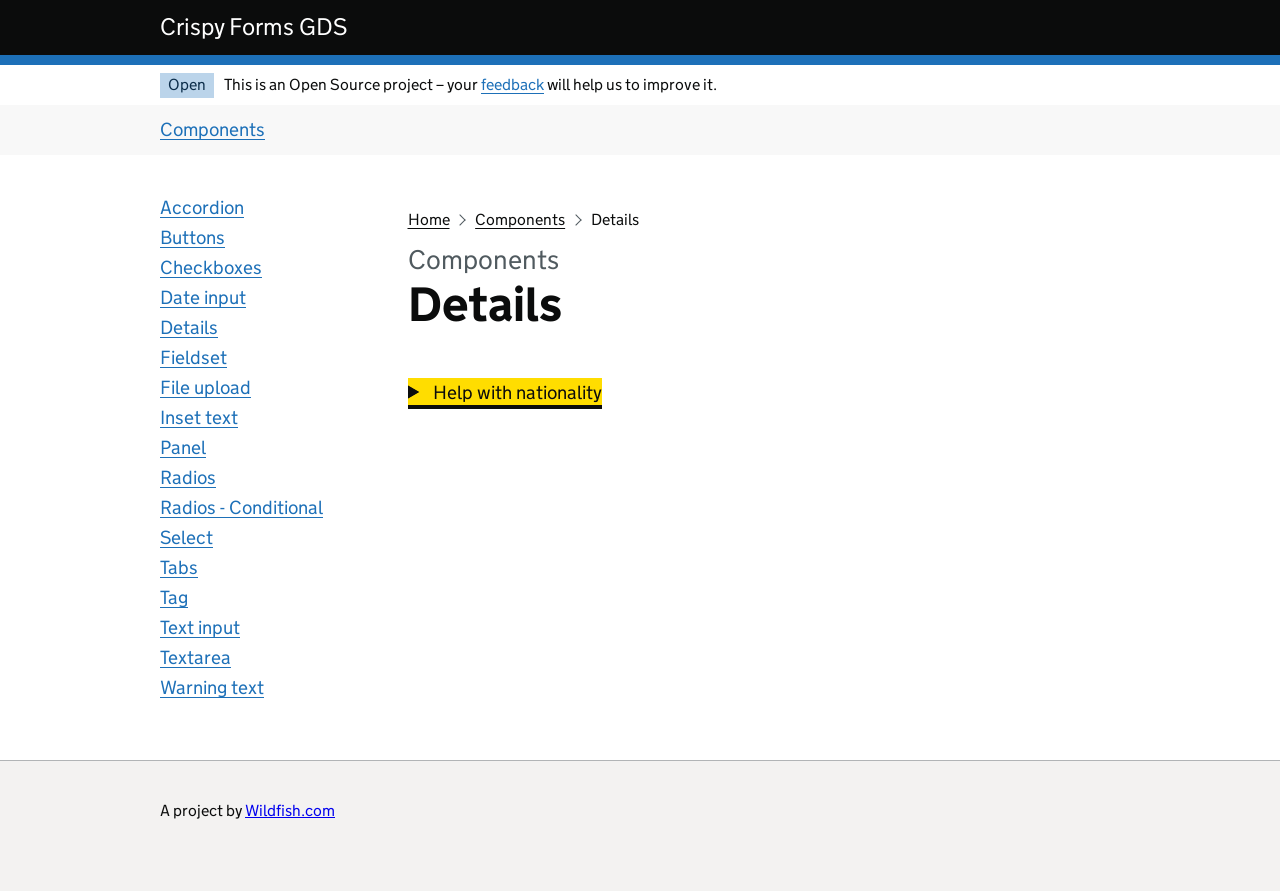 Crispy Forms GDS
Open This is an Open Source project – your feedback will help us to improve it.
Components
Accordion
Buttons
Checkboxes
Date input
Details
Fieldset
File upload
Inset text
Panel
Radios
Radios - Conditional
Select
Tabs
Tag
Text input
Textarea
Warning text
Home Components Details
Components
Details
Help with nationality
A project by Wildfish.com